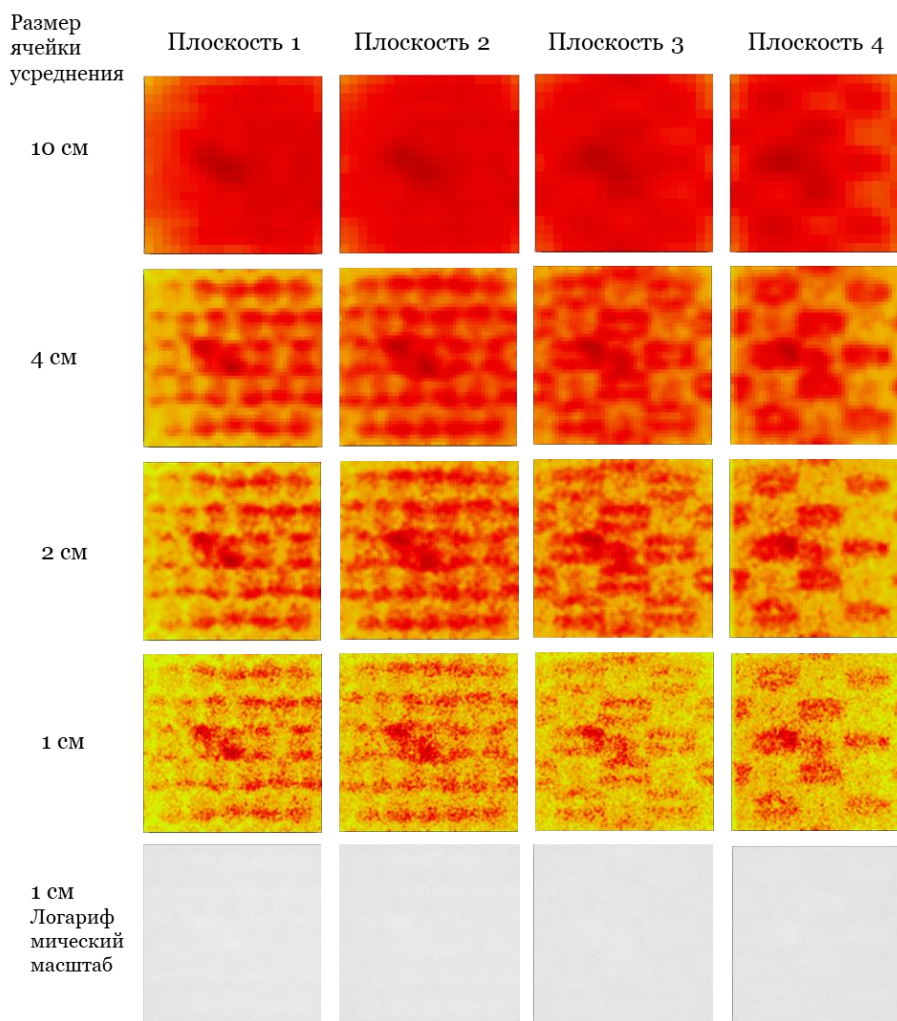 Размер
ячейки
усреднения
Плоскость 1
Плоскость 2
Плоскость 3
Плоскость 4
10 см
4 см
2 см
1 см
1 см
Логариф
мический
масштаб